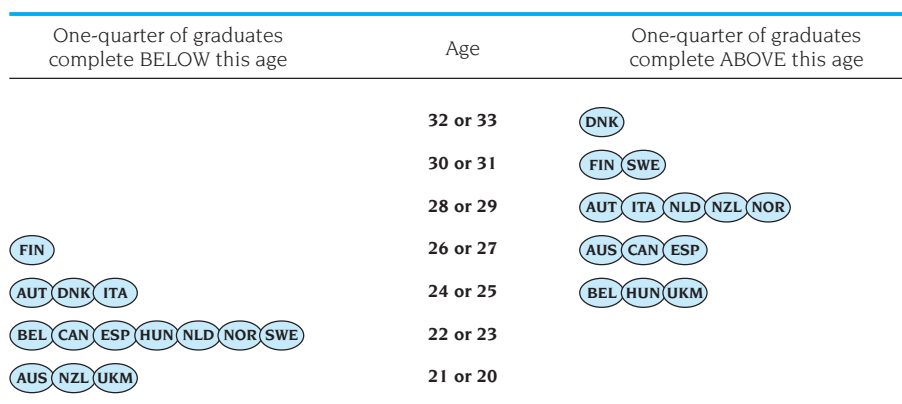 One-quarter of graduates
complete BELOW this age
Age
One-quarter of graduates
complete ABOVE this age
32 or 33 DNK
30 or 31 FIN SWE
28 or 29 AUT ITA NLD NZL NOR
FIN 26 or 27 AUS CAN ESP
AUT DNK ITA 24 or 25 BEL HUN UKM
BEL CAN ESP HUN NLD NOR SWE 22 or 23
AUS NZL UKM 21 or 20